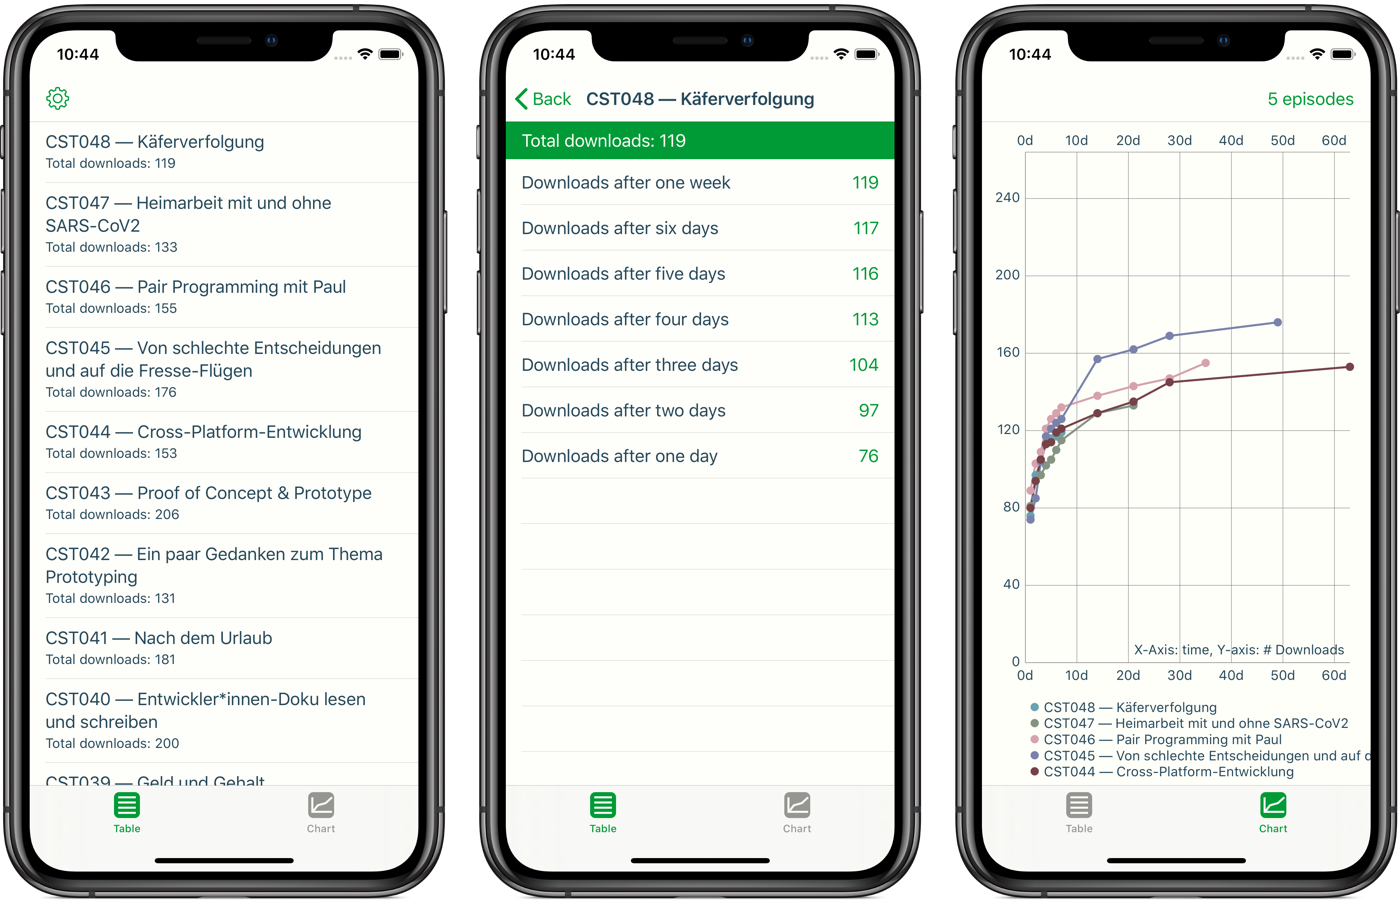 10:44
CST048 — Käferverfolgung
Total downloads: 119
CST047 — Heimarbeit mit und ohne
SARS-CoV2
Total downloads: 133
CST046 — Pair Programming mit Paul
Total downloads: 155
CST045 — Von schlechte Entscheidungen
und auf die Fresse-Flügen
Total downloads: 176
CST044 — Cross-Platform-Entwicklung
Total downloads: 153
CST043 — Proof of Concept & Prototype
Total downloads: 206
CST042 — Ein paar Gedanken zum Thema
Prototyping
Total downloads: 131
CST041 — Nach dem Urlaub
Total downloads: 181
CST040 — Entwickler*innen-Doku lesen
und schreiben
Total downloads: 200
CST039 — Geld und Gehalt
Table Chart
10:44
Back CST048 — Käferverfolgung
Total downloads: 119
Downloads after one week 119
Downloads after six days 117
Downloads after five days 116
Downloads after four days 113
Downloads after three days 104
Downloads after two days 97
Downloads after one day 76
Table Chart
10:44
5 episodes
0d 10d 20d 30d 40d 50d 60d
240
200
160
120
80
40
X-Axis: time, Y-axis: # Downloads
0
0d 10d 20d 30d 40d 50d 60d
CST048 — Käferverfolgung
CST047 — Heimarbeit mit und ohne SARS-CoV2
CST046 — Pair Programming mit Paul
CST045 — Von schlechte Entscheidungen und auf d
CST044 — Cross-Platform-Entwicklung
Table Chart